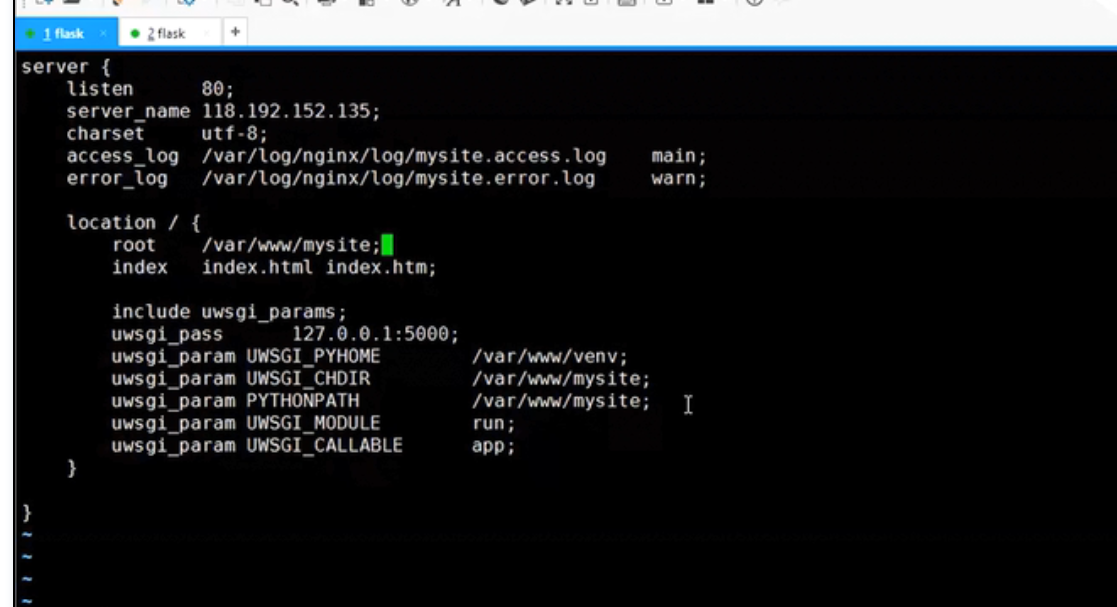 1 flask × 2 flask × +
server {
    listen       80;
    server_name 118.192.152.135;
    charset     utf-8;
    access_log  /var/log/nginx/log/mysite.access.log    main;
    error_log   /var/log/nginx/log/mysite.error.log     warn;
    location / {
        root    /var/www/mysite;
        index   index.html index.htm;
        include uwsgi_params;
        uwsgi_pass      127.0.0.1:5000;
        uwsgi_param UWSGI_PYHOME        /var/www/venv;
        uwsgi_param UWSGI_CHDIR         /var/www/mysite;
        uwsgi_param PYTHONPATH          /var/www/mysite;
        uwsgi_param UWSGI_MODULE        run;
        uwsgi_param UWSGI_CALLABLE      app;
    }
}
~
~
~
~